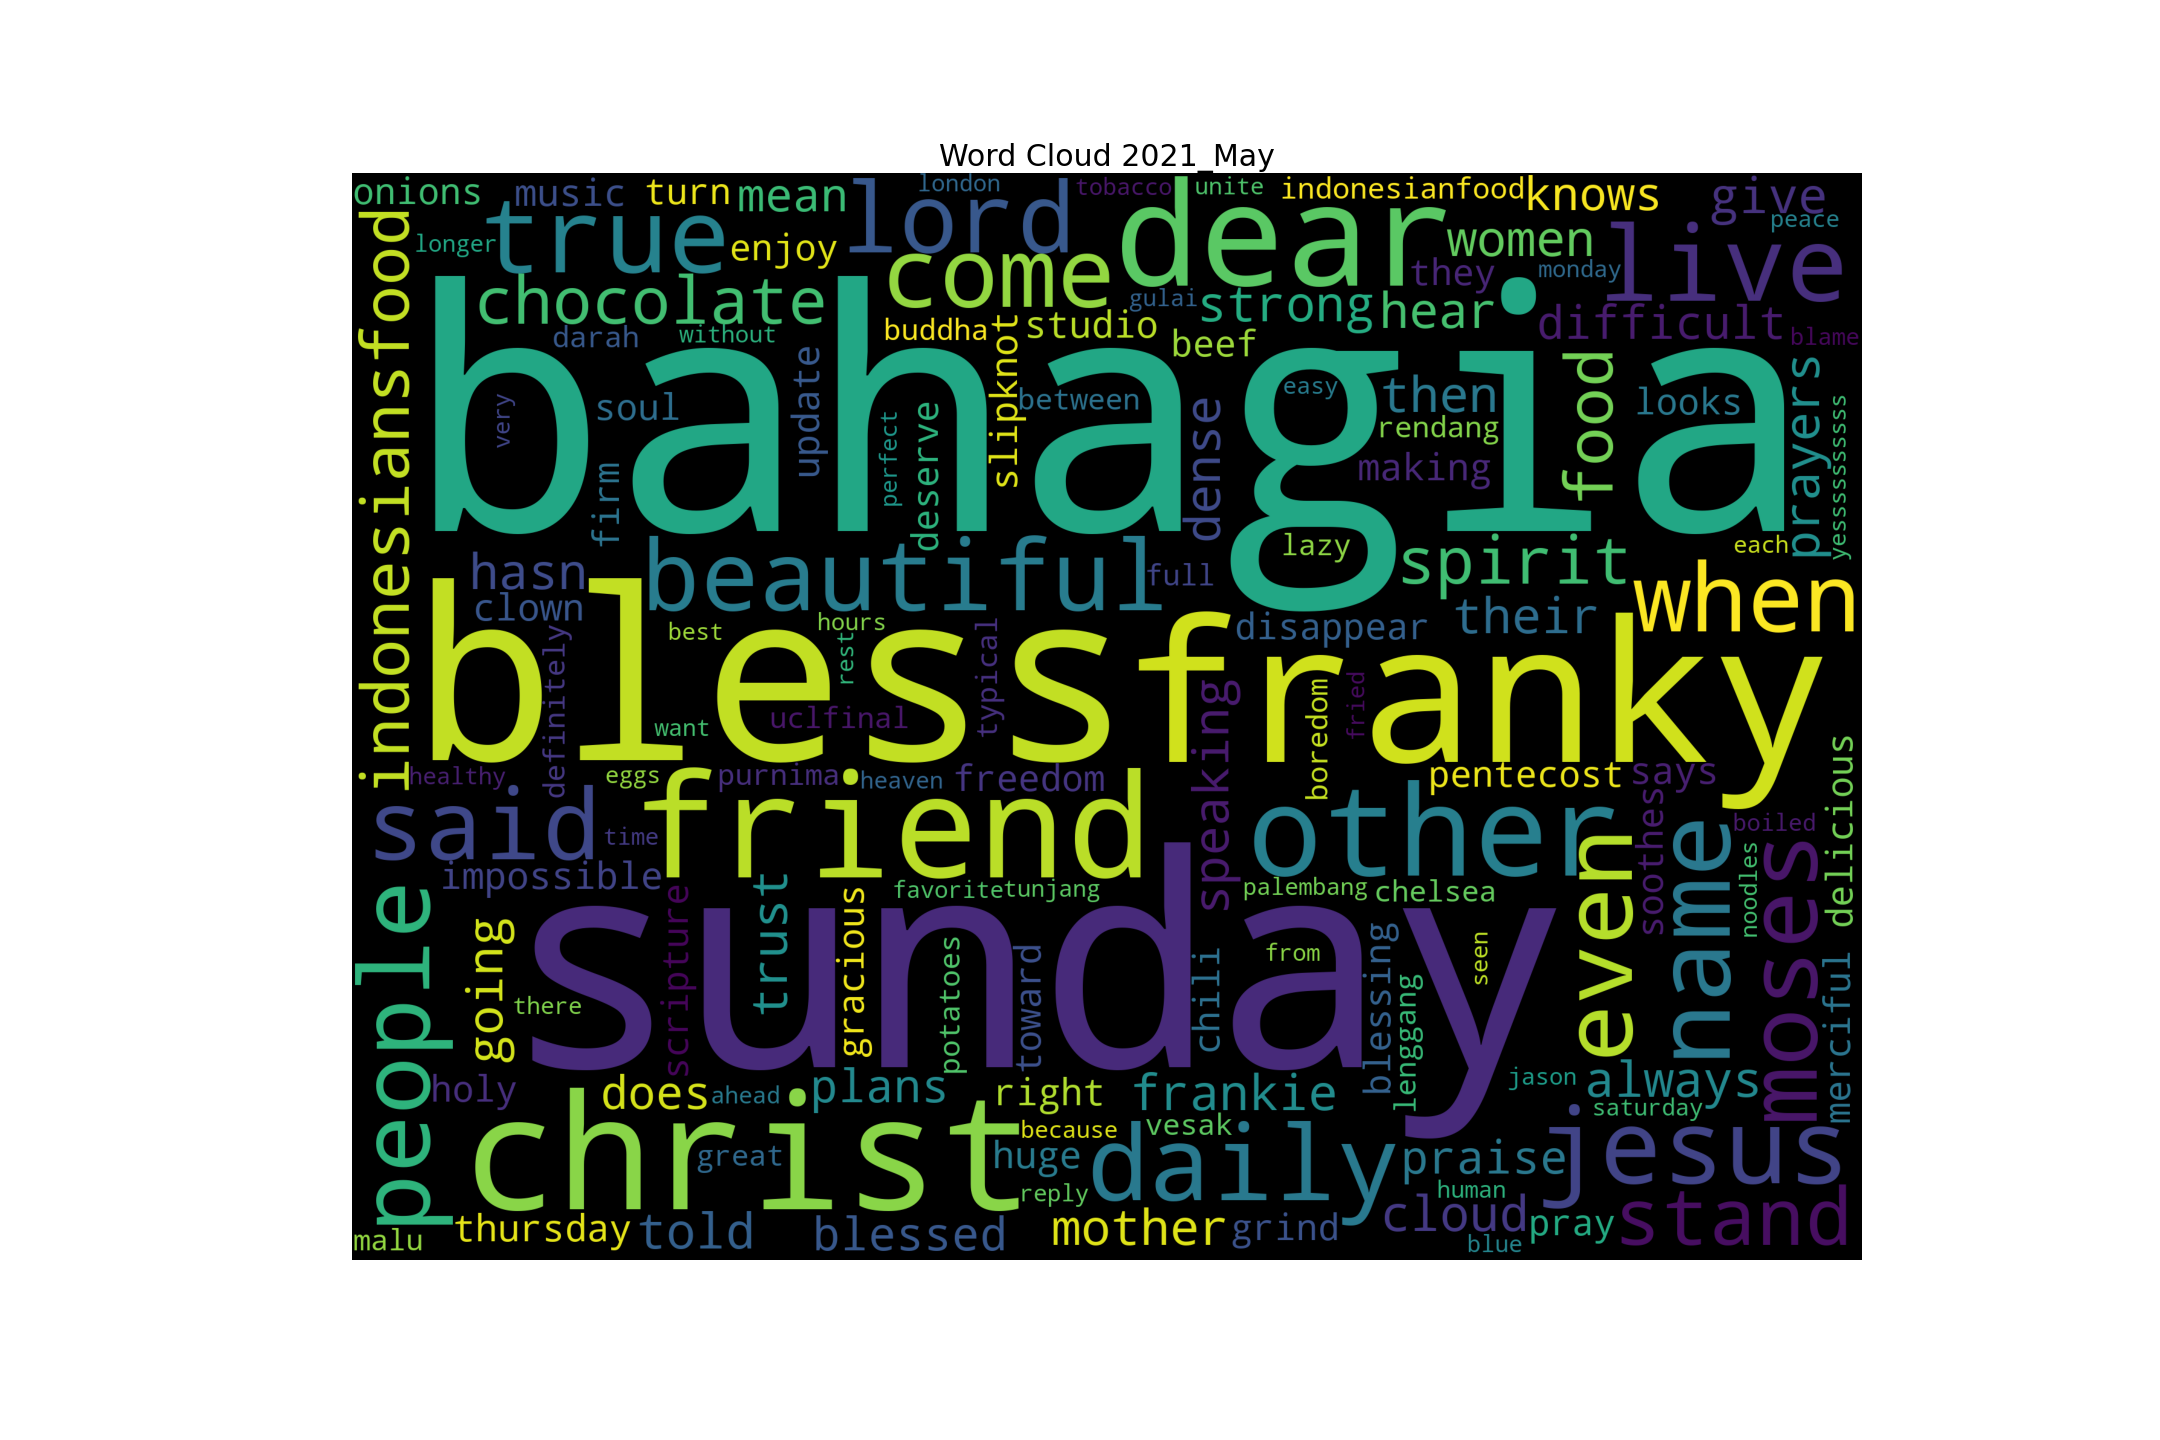 Word Cloud 2021_May
onions
music
turn
mean
lord
london
tobacco
unite
indonesianfood
knows
give
peace
longer
true
enjoy
come
dear
women
they
monday
live
chocolate
gulai
strong
hear
difficult
blame
darah
without
buddha
studio
beef
indonesiansfood
bahagia
very
soul
update
perfect
deserve
slipknot
between
dense
easy
then
rendang
making
food
looks
prayers
yessssssssssss
firm
lazy
spirit
each
hasn
clown
beautiful
full
when
bless
franky
best
hours
rest
disappear
their
definitely
want
uclfinal
typical
speaking
boredom
fried
healthy
eggs
purnima
heaven
freedom
pentecost
says
said
time
friend
other
even
soothes
boiled
name
noodles
moses
delicious
impossible
favorite
tunjang
palembang
chelsea
people
going
there
sunday
scripture
trust
gracious
potatoes
toward
chili
from
blessing
lenggang
seen
merciful
holy
does
ahead
plans
right
frankie
jason
always
saturday
christ
great
because
vesak
huge
reply
daily
praise
human
jesus
malu
thursday
told
blessed
mother
grind
cloud
blue
pray
stand